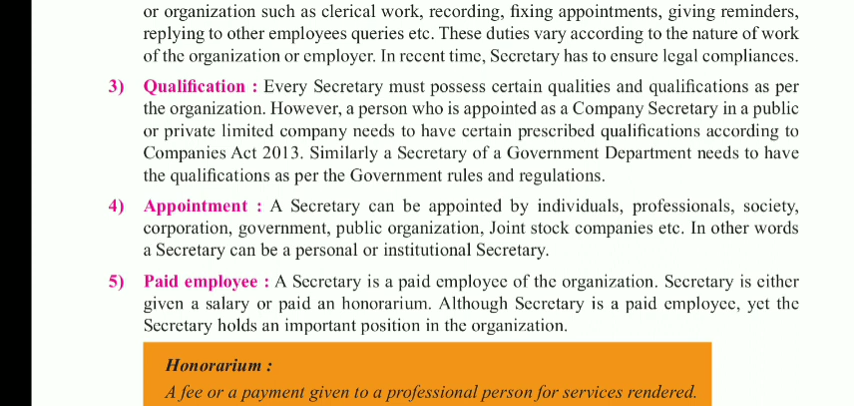 or organization such as clerical work, recording, fixing appointments, giving reminders,
replying to other employees queries etc. These duties vary according to the nature of work
of the organization or employer. In recent time, Secretary has to ensure legal compliances.
3) Qualification : Every Secretary must possess certain qualities and qualifications as per
the organization. However, a person who is appointed as a Company Secretary in a public
or private limited company needs to have certain prescribed qualifications according to
Companies Act 2013. Similarly a Secretary of a Government Department needs to have
the qualifications as per the Government rules and regulations.
4) Appointment : A Secretary can be appointed by individuals, professionals, society,
corporation, government, public organization, Joint stock companies etc. In other words
a Secretary can be a personal or institutional Secretary.
5) Paid employee : A Secretary is a paid employee of the organization. Secretary is either
given a salary or paid an honorarium. Although Secretary is a paid employee, yet the
Secretary holds an important position in the organization.
Honorarium :
A fee or a payment given to a professional person for services rendered.